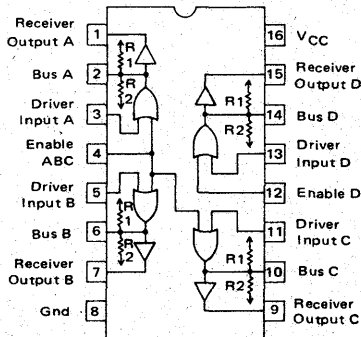 Receiver
Output A
1
Bus A
2
Driver
Input A
3
Enable
ABC
4
Driver
Input B
5
Bus B
6
Receiver
Output B
7
Gnd
8
R
1
R
2
R
1
R
2
16
VCC
15
Receiver
Output D
R1
14
Bus D
R2
13
Driver
Input D
12
Enable D
11
Driver
Input C
R1
10
Bus C
R2
9
Receiver
Output C